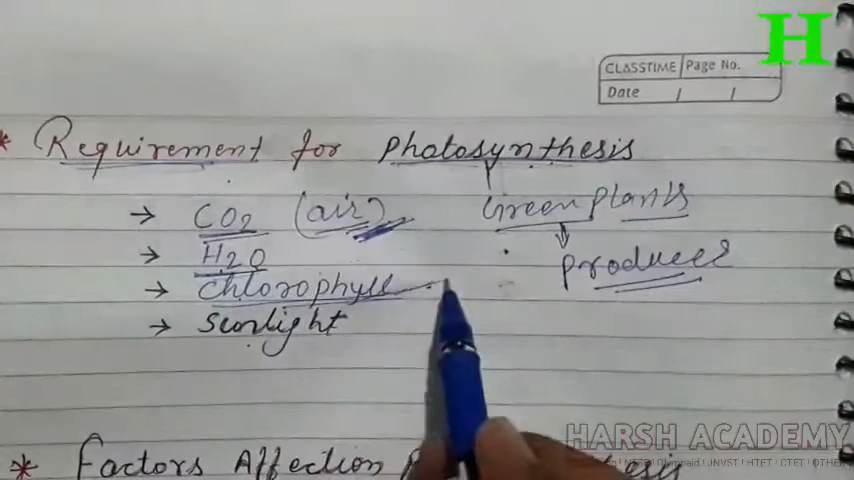 H
CLASSTIME Page No.
Date / /
* Requirement for Photosynthesis
→ CO2 (air) Green Plants
→ H2O Producer
→ Chlorophyll
→ Sunlight
HARSH ACADEMY
* Factors Affection